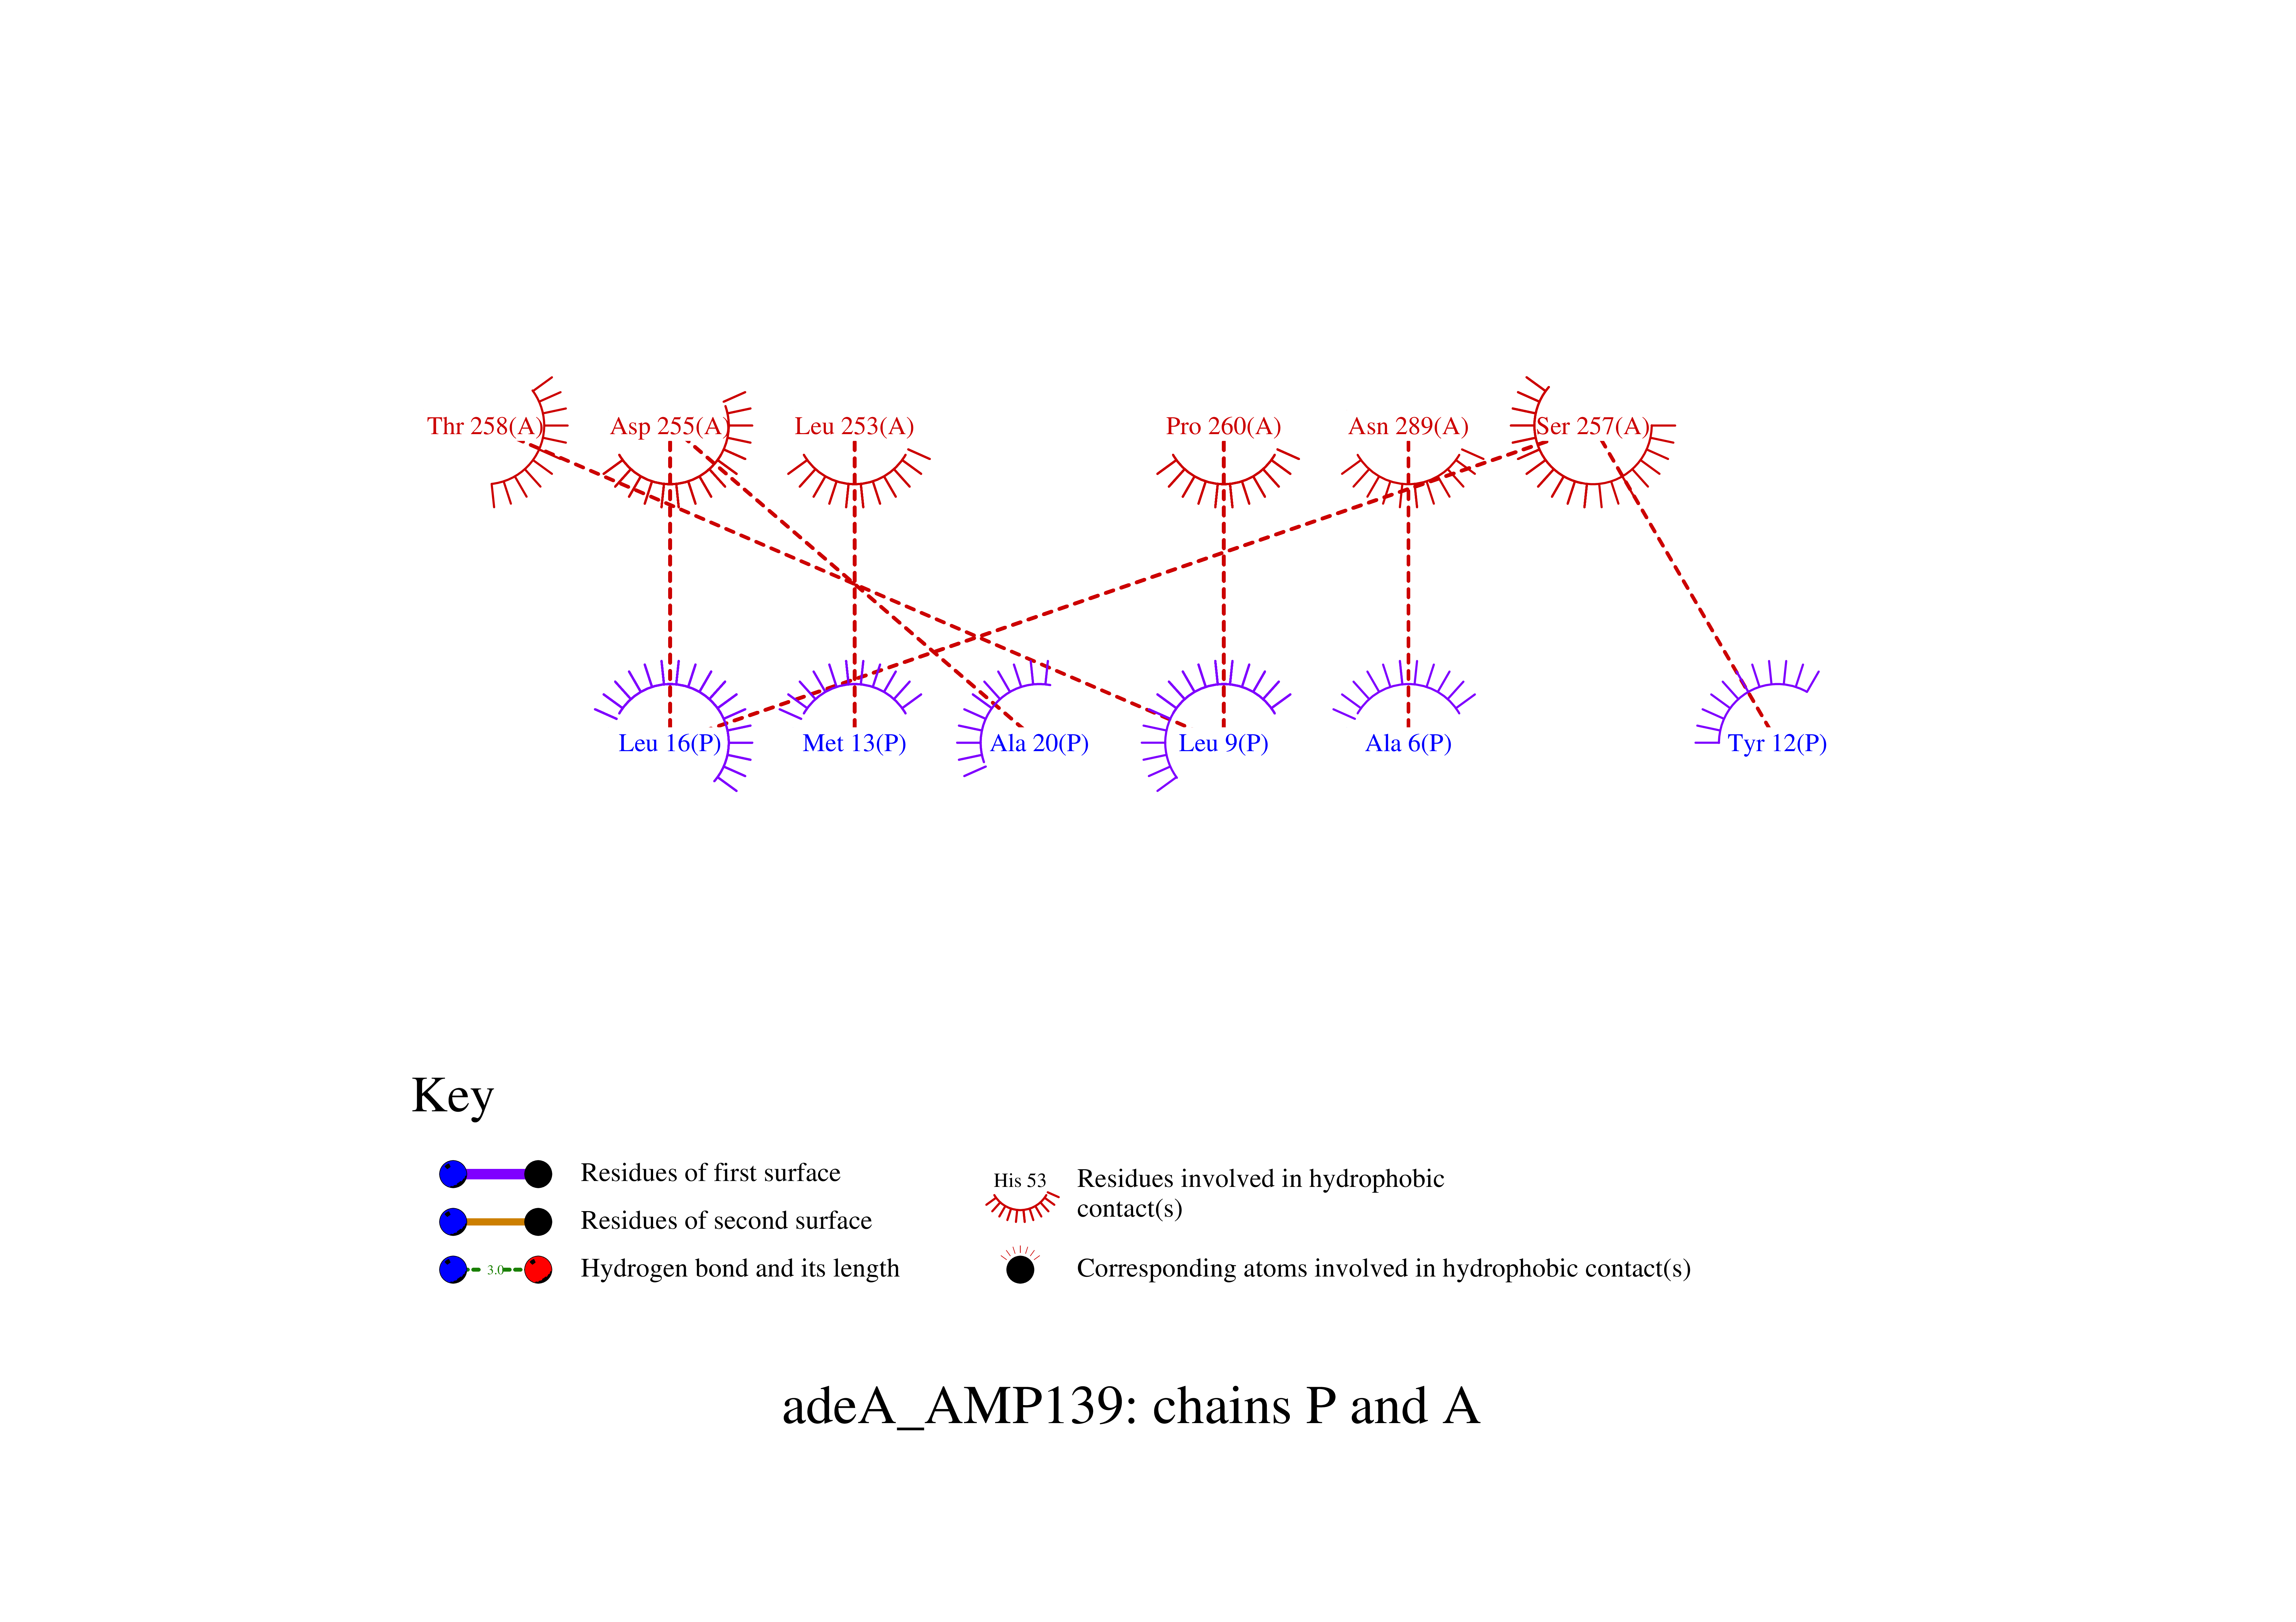 Thr 258(A) Asp 255(A) Leu 253(A) Pro 260(A) Asn 289(A) Ser 257(A)
Leu 16(P) Met 13(P) Ala 20(P) Leu 9(P) Ala 6(P) Tyr 12(P)
Key
Residues of first surface
Residues of second surface
3.0 Hydrogen bond and its length
His 53 Residues involved in hydrophobic
contact(s)
Corresponding atoms involved in hydrophobic contact(s)
adeA_AMP139: chains P and A